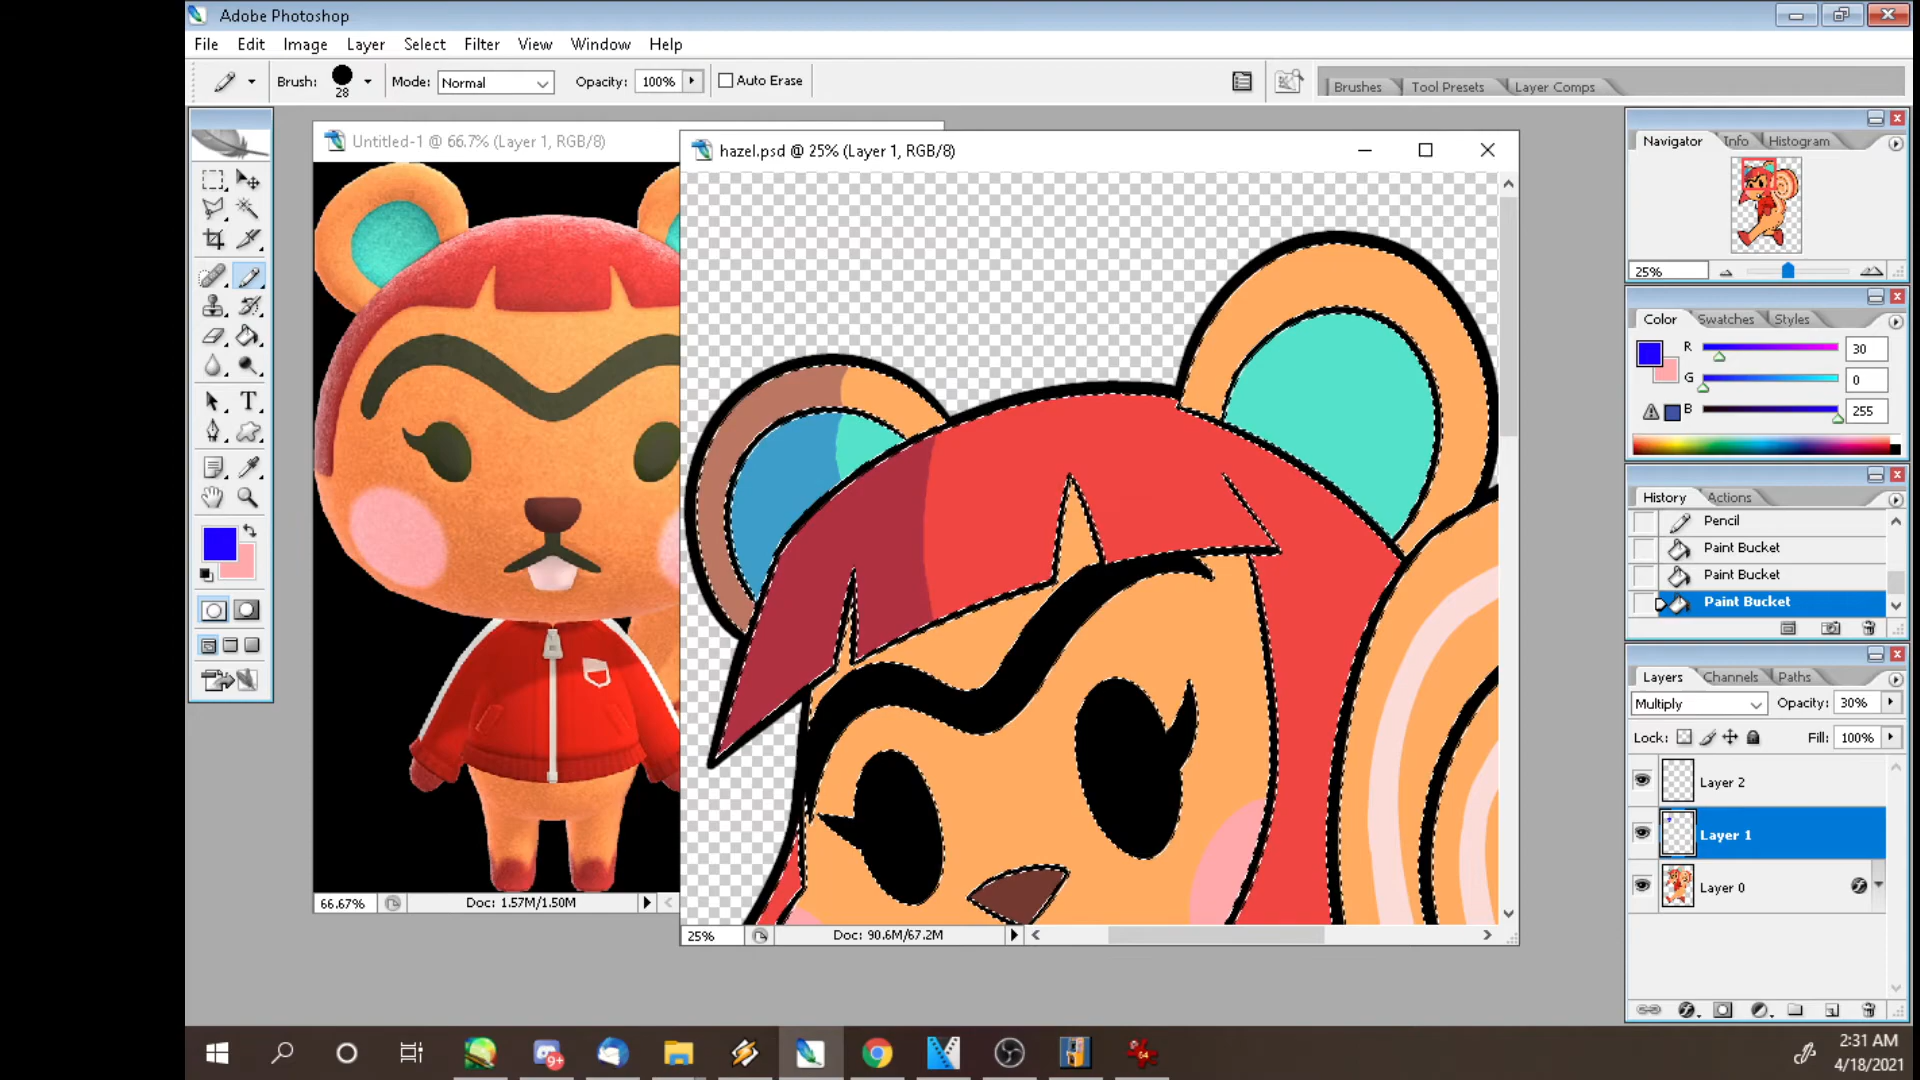 Adobe Photoshop
File Edit Image Layer Select Filter View Window Help
Brush: 28 Mode: Normal Opacity: 100% Auto Erase
Brushes Tool Presets Layer Comps
Untitled-1 @ 66.7% (Layer 1, RGB/8)
hazel.psd @ 25% (Layer 1, RGB/8)
Navigator Info Histogram
25%
Color Swatches Styles
R 30
G 0
B 255
History Actions
Pencil
Paint Bucket
Paint Bucket
Paint Bucket
Layers Channels Paths
Multiply Opacity: 30%
Lock: Fill: 100%
Layer 2
Layer 1
Layer 0
66.67% Doc: 1.57M/1.50M
25% Doc: 90.6M/67.2M
T
9+
64
2:31 AM
4/18/2021